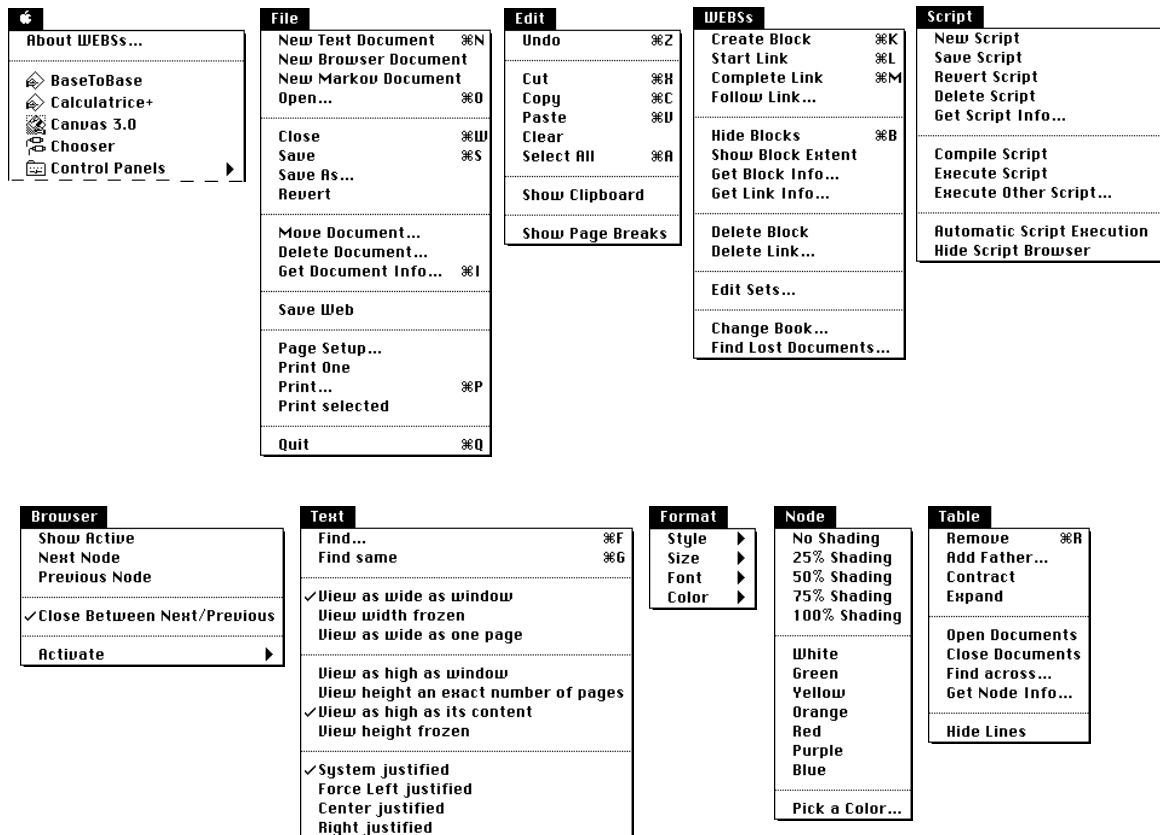 About WEBSs...
BaseToBase
Calculatrice+
Canvas 3.0
Chooser
Control Panels
File
New Text Document ⌘N
New Browser Document
New Markov Document
Open... ⌘O
Close ⌘W
Save ⌘S
Save As...
Revert
Move Document...
Delete Document...
Get Document Info... ⌘I
Save Web
Page Setup...
Print One
Print... ⌘P
Print selected
Quit ⌘Q
Edit
Undo ⌘Z
Cut ⌘X
Copy ⌘C
Paste ⌘V
Clear
Select All ⌘A
Show Clipboard
Show Page Breaks
WEBSs
Create Block ⌘K
Start Link ⌘L
Complete Link ⌘M
Follow Link...
Hide Blocks ⌘B
Show Block Extent
Get Block Info...
Get Link Info...
Delete Block
Delete Link...
Edit Sets...
Change Book...
Find Lost Documents...
Script
New Script
Save Script
Revert Script
Delete Script
Get Script Info...
Compile Script
Execute Script
Execute Other Script...
Automatic Script Execution
Hide Script Browser
Browser
Show Active
Next Node
Previous Node
✓Close Between Next/Previous
Activate
Text
Find... ⌘F
Find same ⌘G
✓View as wide as window
View width frozen
View as wide as one page
View as high as window
View height an exact number of pages
✓View as high as its content
View height frozen
✓System justified
Force Left justified
Center justified
Right justified
Format
Style
Size
Font
Color
Node
No Shading
25% Shading
50% Shading
75% Shading
100% Shading
White
Green
Yellow
Orange
Red
Purple
Blue
Pick a Color...
Table
Remove ⌘R
Add Father...
Contract
Expand
Open Documents
Close Documents
Find across...
Get Node Info...
Hide Lines